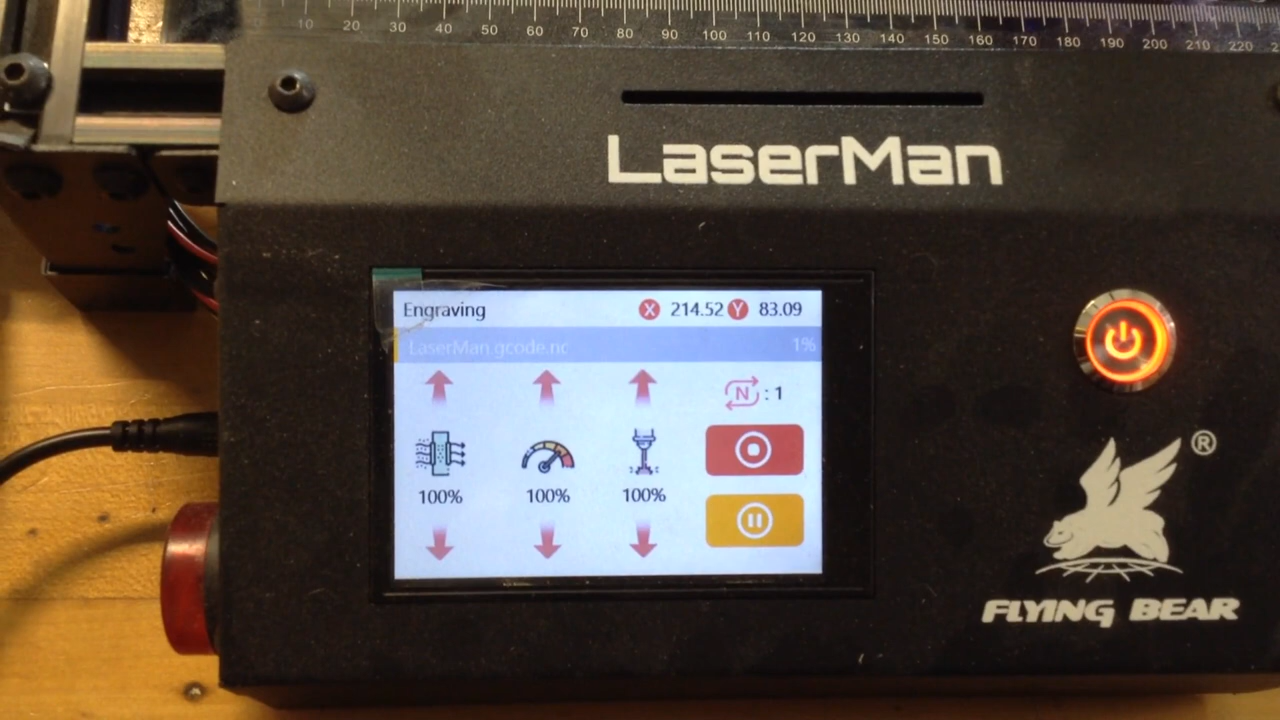 0 10 20 30 40 50 60 70 80 90 100 110 120 130 140 150 160 170 180 190 200 210 220
LaserMan
Engraving X 214.52 Y 83.09
LaserMan.gcode.nc 1%
N : 1
100% 100% 100%
®
FLYING BEAR